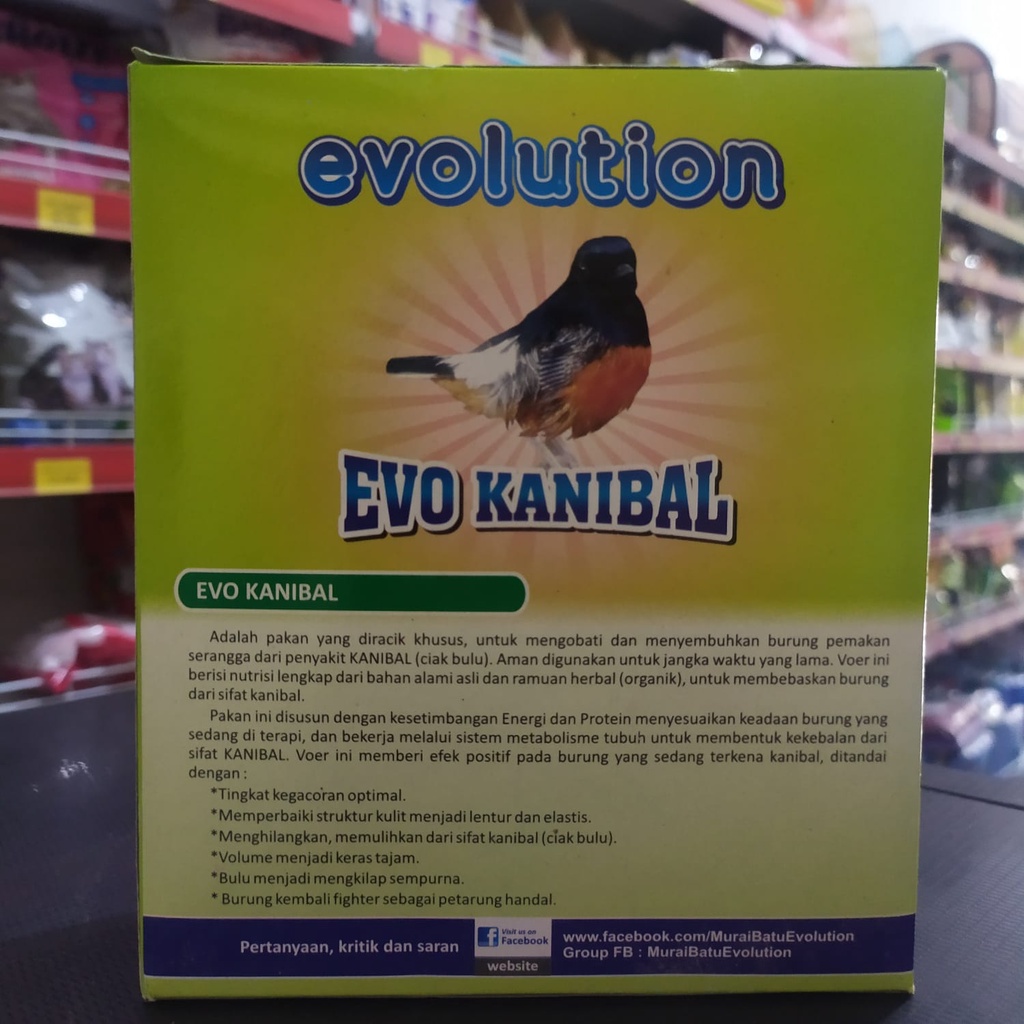 evolution
EVO KANIBAL
EVO KANIBAL
Adalah pakan yang diracik khusus, untuk mengobati dan menyembuhkan burung pemakan
serangga dari penyakit KANIBAL (ciak bulu). Aman digunakan untuk jangka waktu yang lama. Voer ini
berisi nutrisi lengkap dari bahan alami asli dan ramuan herbal (organik), untuk membebaskan burung
dari sifat kanibal.
Pakan ini disusun dengan kesetimbangan Energi dan Protein menyesuaikan keadaan burung yang
sedang di terapi, dan bekerja melalui sistem metabolisme tubuh untuk membentuk kekebalan dari
sifat KANIBAL. Voer ini memberi efek positif pada burung yang sedang terkena kanibal, ditandai
dengan :
*Tingkat kegacoran optimal.
*Memperbaiki struktur kulit menjadi lentur dan elastis.
*Menghilangkan, memulihkan dari sifat kanibal (ciak bulu).
*Volume menjadi keras tajam.
*Bulu menjadi mengkilap sempurna.
* Burung kembali fighter sebagai petarung handal.
Pertanyaan, kritik dan saran
f Visit us on
Facebook
website
www.facebook.com/MuraiBatuEvolution
Group FB : MuraiBatuEvolution